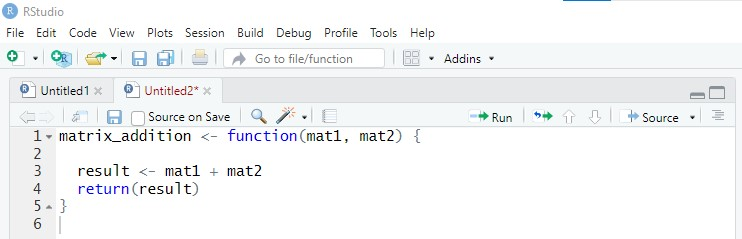 RStudio
File Edit Code View Plots Session Build Debug Profile Tools Help
Go to file/function Addins
Untitled1 Untitled2*
Source on Save Run Source
1 matrix_addition <- function(mat1, mat2) {
2
3 result <- mat1 + mat2
4 return(result)
5 }
6